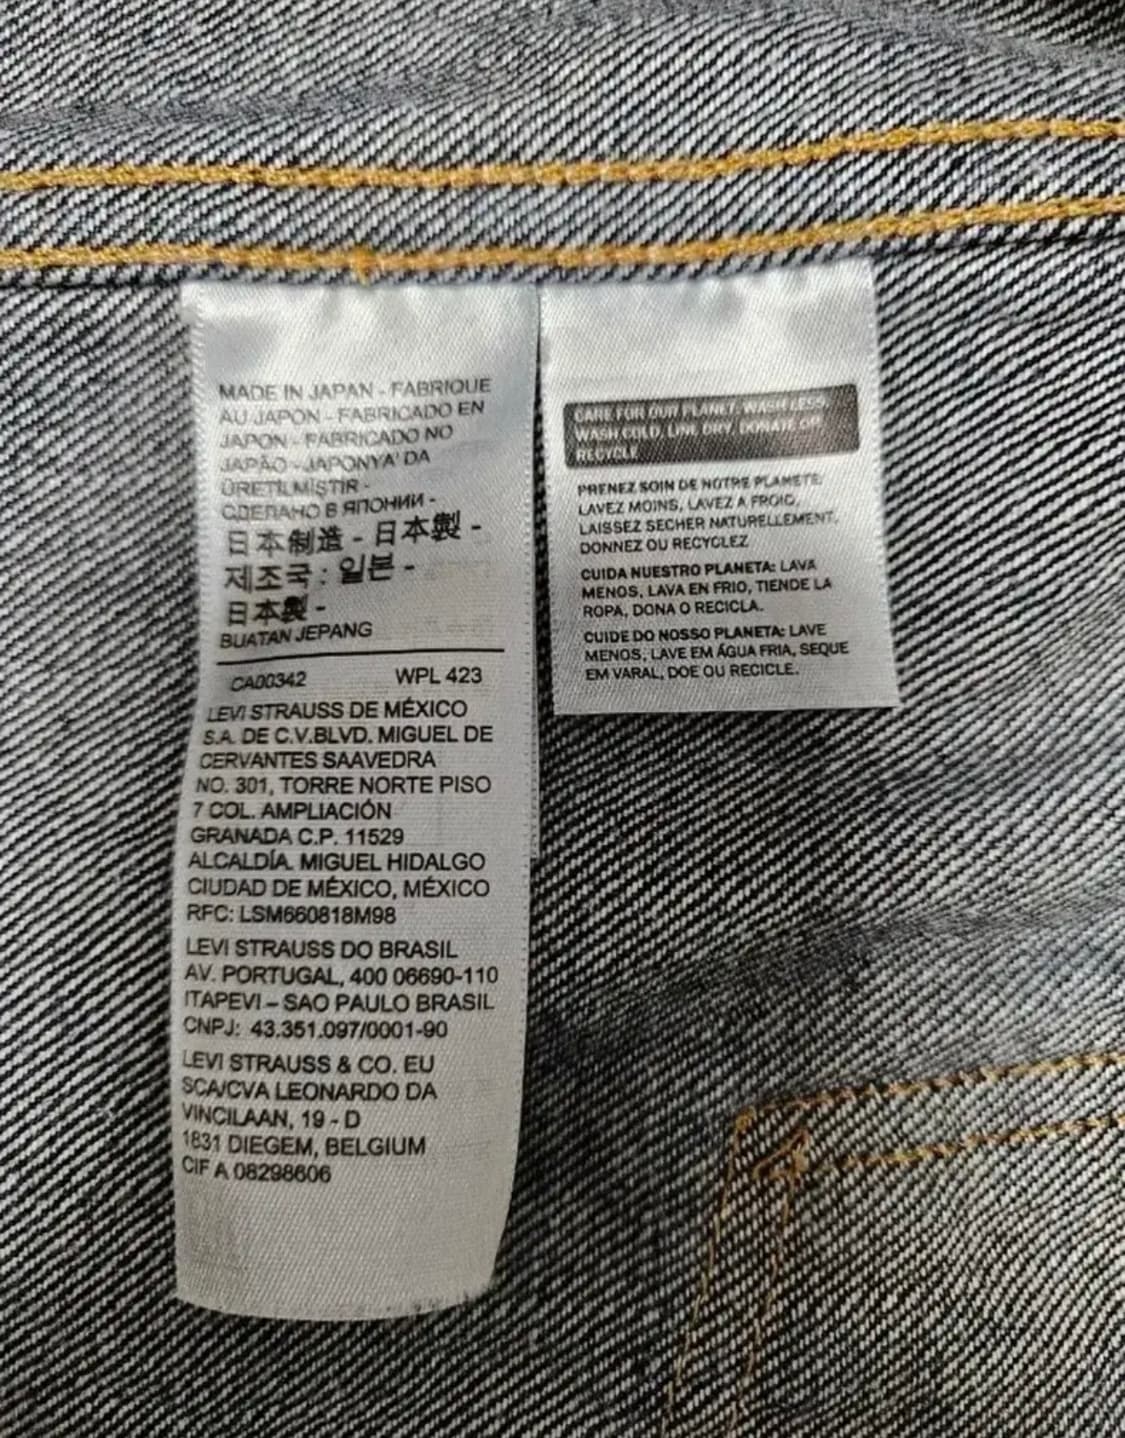 MADE IN JAPAN - FABRIQUE
AU JAPON - FABRICADO EN
JAPON - FABRICADO NO
JAPÃO - JAPONYA' DA
ÜRETİLMİŞTİR -
СДЕЛАНО В ЯПОНИИ -
日本制造 - 日本製 -
제조국 : 일본 -
日本製 -
BUATAN JEPANG
CA00342 WPL 423
LEVI STRAUSS DE MÉXICO
S.A. DE C.V.BLVD. MIGUEL DE
CERVANTES SAAVEDRA
NO. 301, TORRE NORTE PISO
7 COL. AMPLIACIÓN
GRANADA C.P. 11529
ALCALDÍA. MIGUEL HIDALGO
CIUDAD DE MÉXICO, MÉXICO
RFC: LSM660818M98
LEVI STRAUSS DO BRASIL
AV. PORTUGAL, 400 06690-110
ITAPEVI – SAO PAULO BRASIL
CNPJ: 43.351.097/0001-90
LEVI STRAUSS & CO. EU
SCA/CVA LEONARDO DA
VINCILAAN, 19 - D
1831 DIEGEM, BELGIUM
CIF A 08298606
CARE FOR OUR PLANET: WASH LESS,
WASH COLD, LINE DRY, DONATE OR
RECYCLE
PRENEZ SOIN DE NOTRE PLANETE:
LAVEZ MOINS, LAVEZ A FROID,
LAISSEZ SECHER NATURELLEMENT,
DONNEZ OU RECYCLEZ
CUIDA NUESTRO PLANETA: LAVA
MENOS, LAVA EN FRIO, TIENDE LA
ROPA, DONA O RECICLA.
CUIDE DO NOSSO PLANETA: LAVE
MENOS, LAVE EM ÁGUA FRIA, SEQUE
EM VARAL, DOE OU RECICLE.